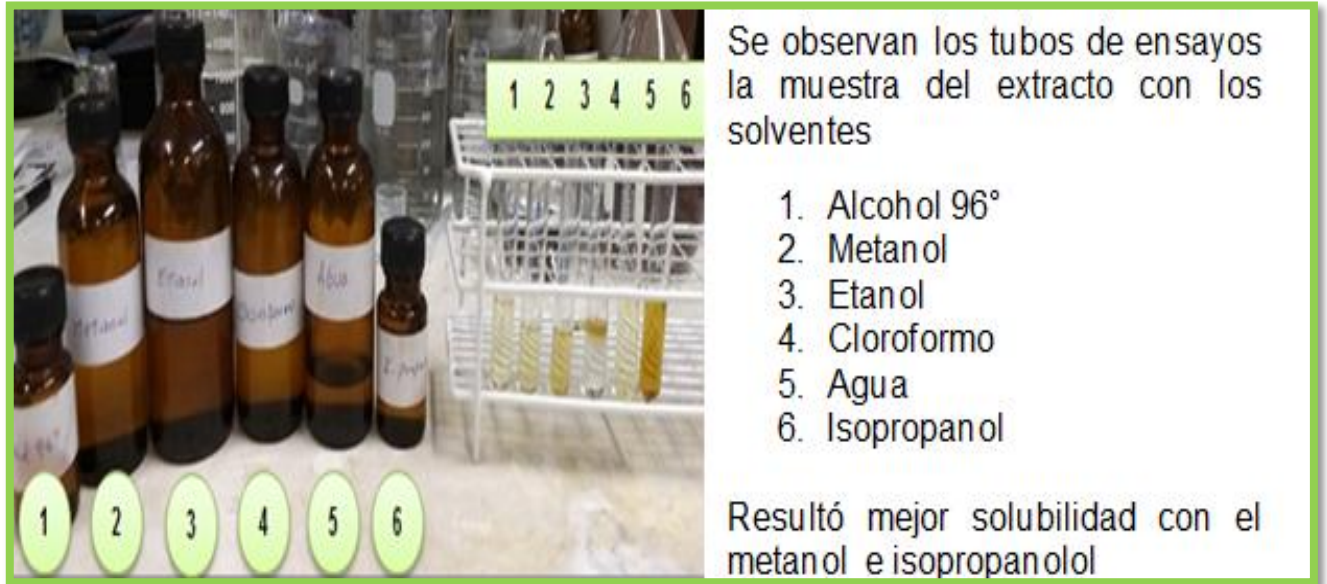 1 2 3 4 5 6
Metanol
Etanol
Agua
96°
1 2 3 4 5 6
Se observan los tubos de ensayos
la muestra del extracto con los
solventes
1. Alcohol 96°
2. Metanol
3. Etanol
4. Cloroformo
5. Agua
6. Isopropanol
Resultó mejor solubilidad con el
metanol e isopropanolol